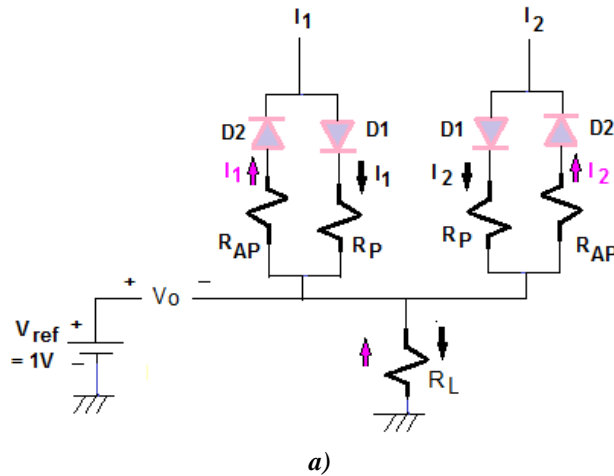 I1 I2
D2 D1 D1 D2
I1 I1 I2 I2
RAP RP RP RAP
+ Vo −
Vref +
= 1V −
RL
a)